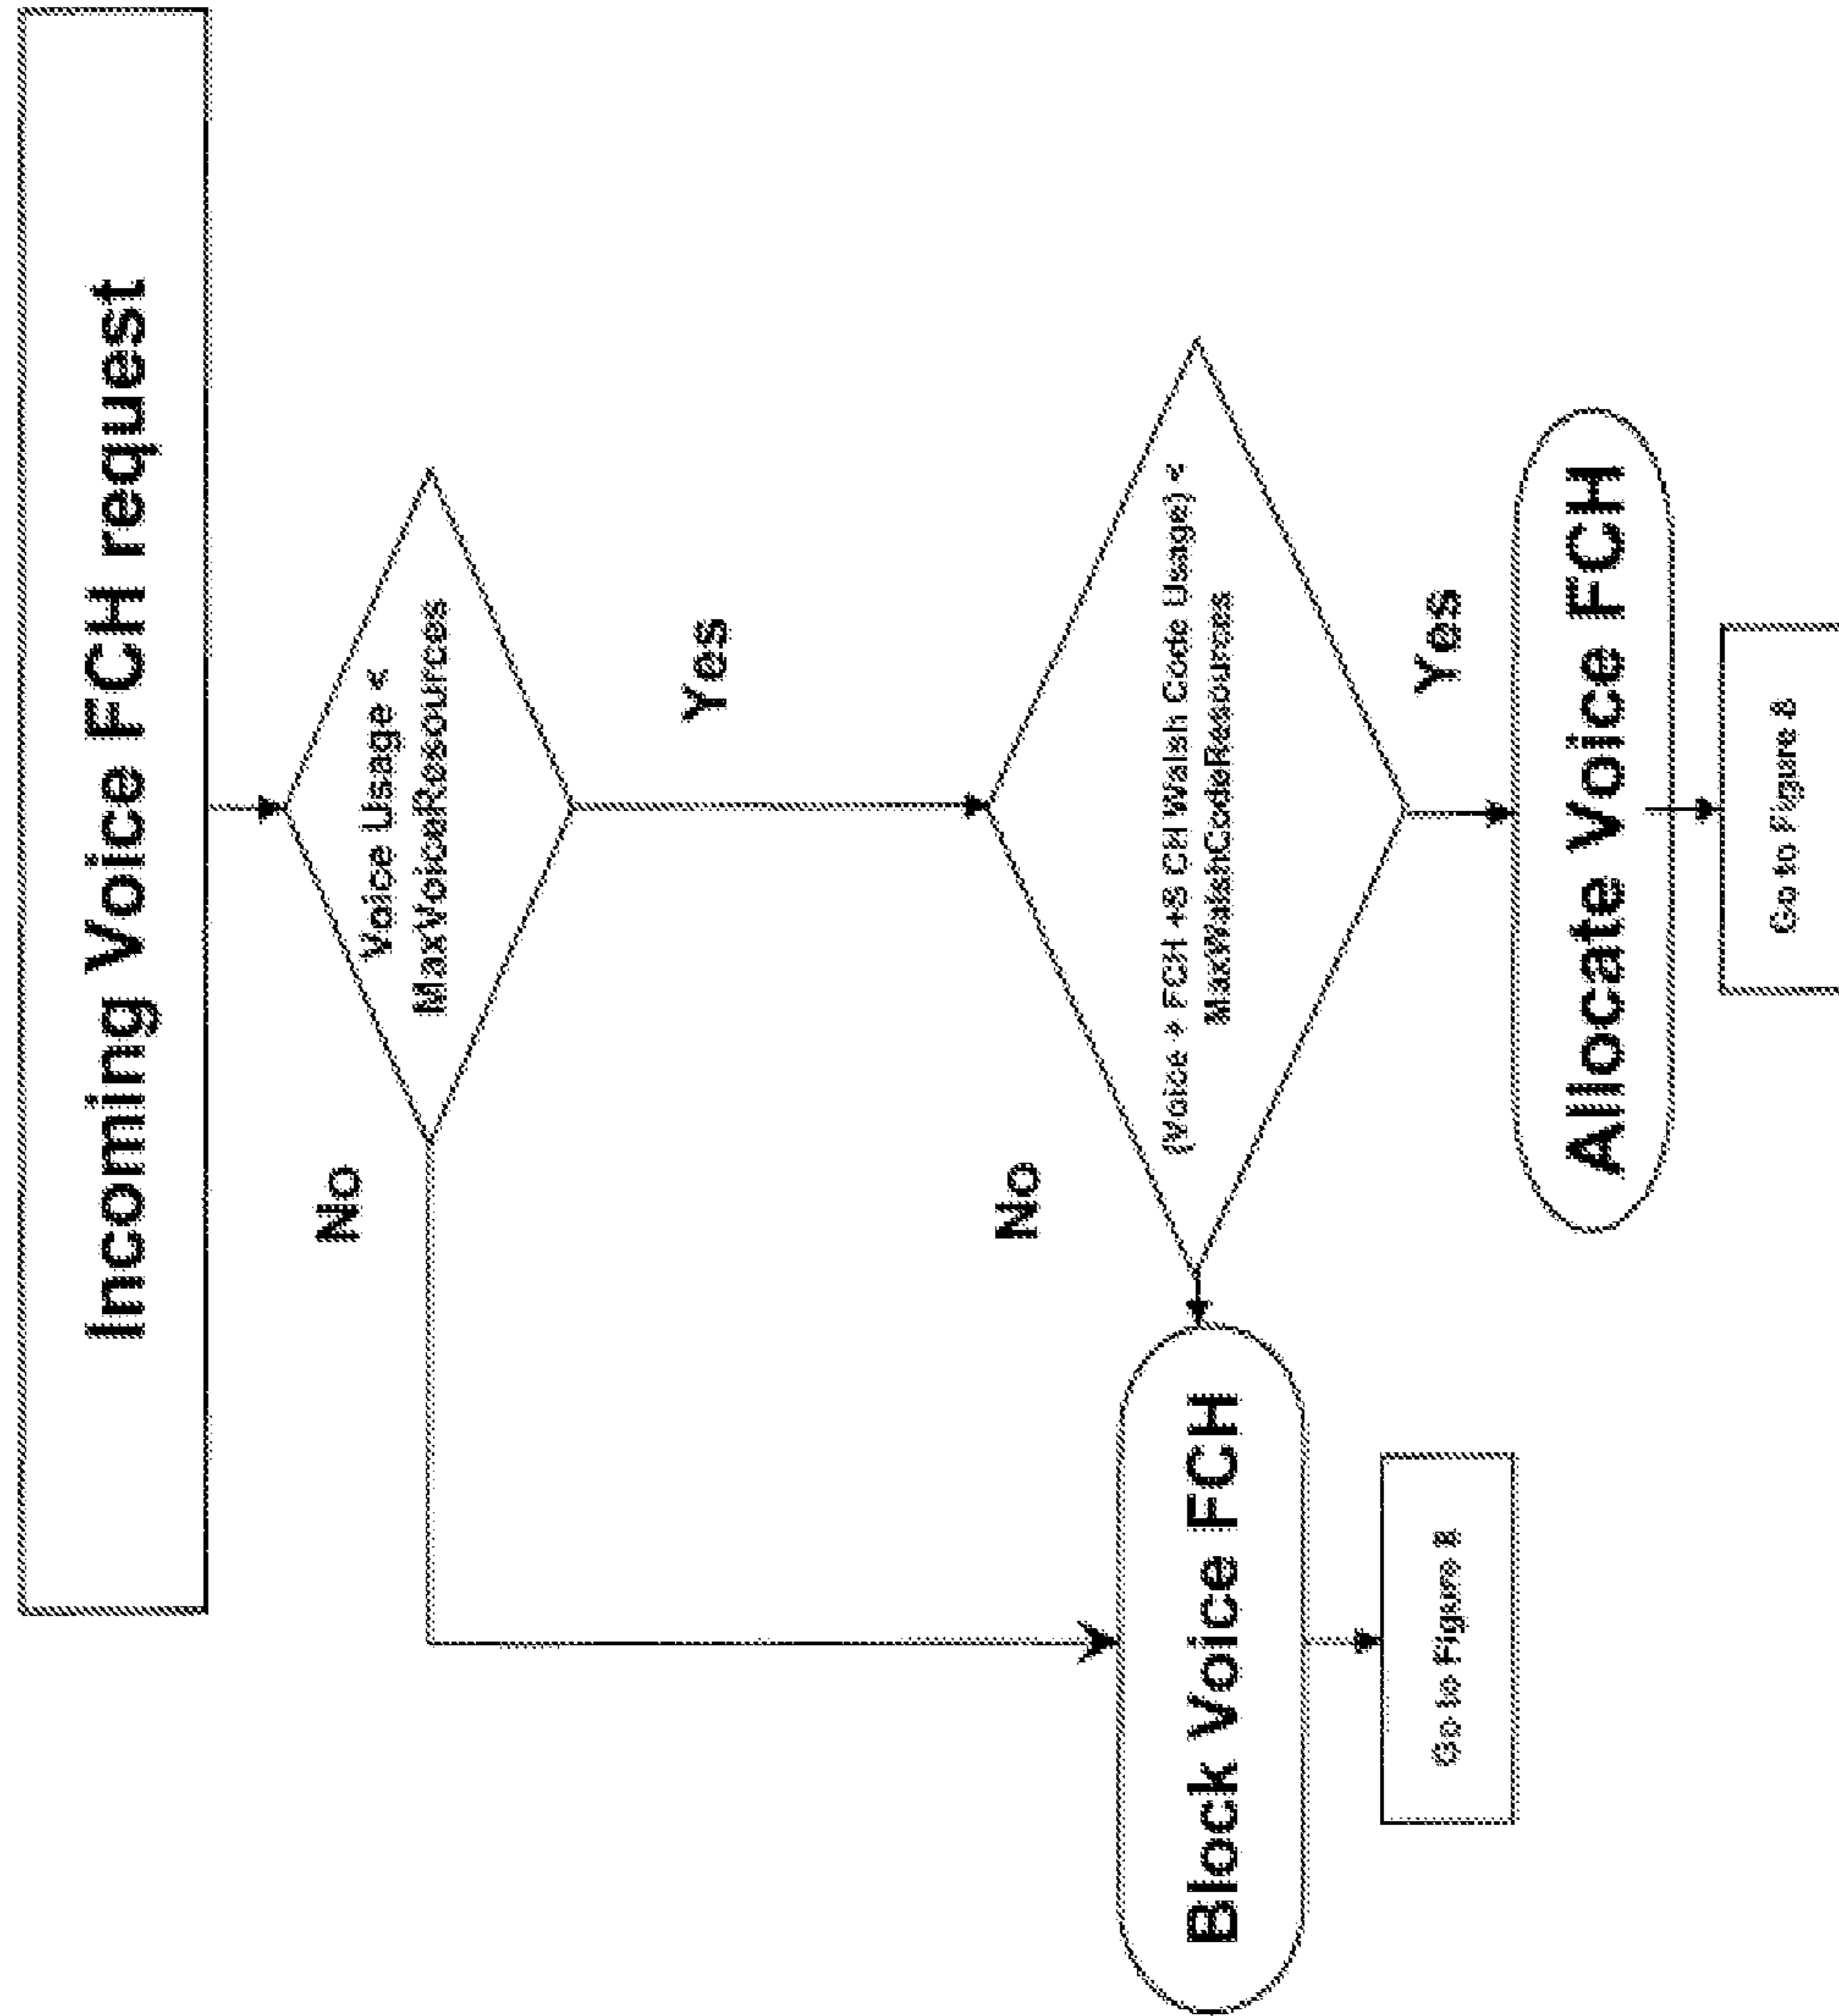 Incoming Voice FCH request
Voice Usage <
MaxVoiceResources
No
Yes
(Voice + FCH +S CH Walsh Code Usage) <
MaxWalshCodeResources
No
Yes
Block Voice FCH
Allocate Voice FCH
Go to Figure 8
Go to Figure 8